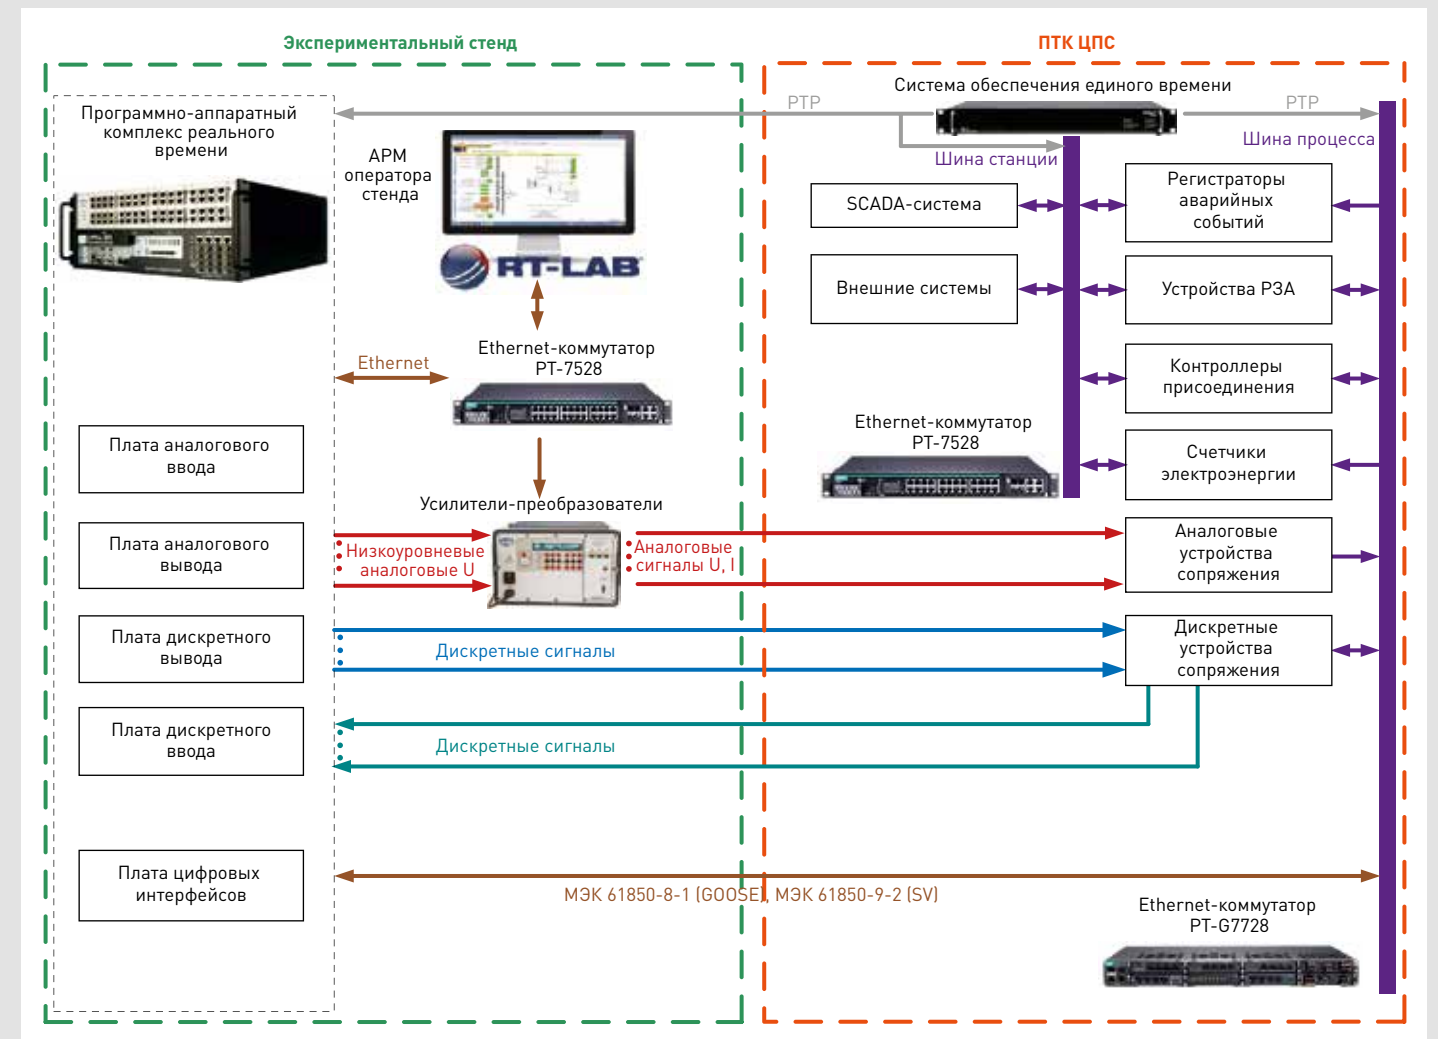 Экспериментальный стенд
ПТК ЦПС
Программно-аппаратный
комплекс реального
времени
АРМ
оператора
стенда
RT-LAB
Ethernet-коммутатор
PT-7528
Ethernet
Плата аналогового
ввода
Усилители-преобразователи
Плата аналогового
вывода
Низкоуровневые
аналоговые U
Аналоговые
сигналы U, I
Плата дискретного
вывода
Дискретные сигналы
Плата дискретного
ввода
Дискретные сигналы
Плата цифровых
интерфейсов
МЭК 61850-8-1 (GOOSE), МЭК 61850-9-2 (SV)
Система обеспечения единого времени
PTP
PTP
Шина станции
Шина процесса
SCADA-система
Регистраторы
аварийных
событий
Внешние системы
Устройства РЗА
Контроллеры
присоединения
Ethernet-коммутатор
PT-7528
Счетчики
электроэнергии
Аналоговые
устройства
сопряжения
Дискретные
устройства
сопряжения
Ethernet-коммутатор
PT-G7728